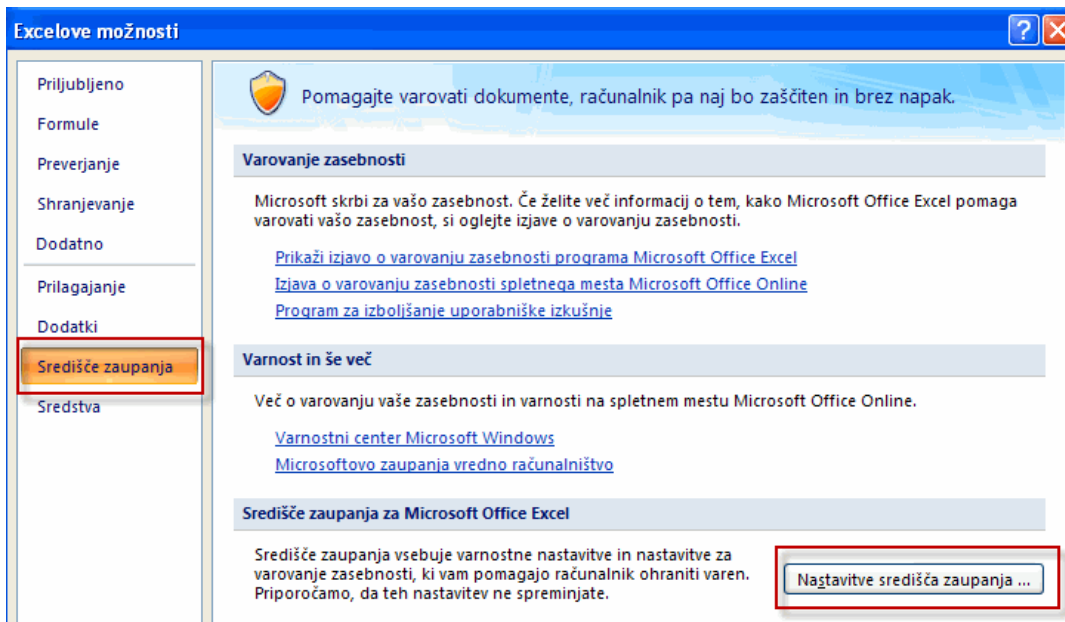 Excelove možnosti
Priljubljeno
Formule
Preverjanje
Shranjevanje
Dodatno
Prilagajanje
Dodatki
Središče zaupanja
Sredstva
Pomagajte varovati dokumente, računalnik pa naj bo zaščiten in brez napak.
Varovanje zasebnosti
Microsoft skrbi za vašo zasebnost. Če želite več informacij o tem, kako Microsoft Office Excel pomaga
varovati vašo zasebnost, si oglejte izjave o varovanju zasebnosti.
Prikaži izjavo o varovanju zasebnosti programa Microsoft Office Excel
Izjava o varovanju zasebnosti spletnega mesta Microsoft Office Online
Program za izboljšanje uporabniške izkušnje
Varnost in še več
Več o varovanju vaše zasebnosti in varnosti na spletnem mestu Microsoft Office Online.
Varnostni center Microsoft Windows
Microsoftovo zaupanja vredno računalništvo
Središče zaupanja za Microsoft Office Excel
Središče zaupanja vsebuje varnostne nastavitve in nastavitve za
varovanje zasebnosti, ki vam pomagajo računalnik ohraniti varen.
Priporočamo, da teh nastavitev ne spreminjate.
Nastavitve središča zaupanja ...